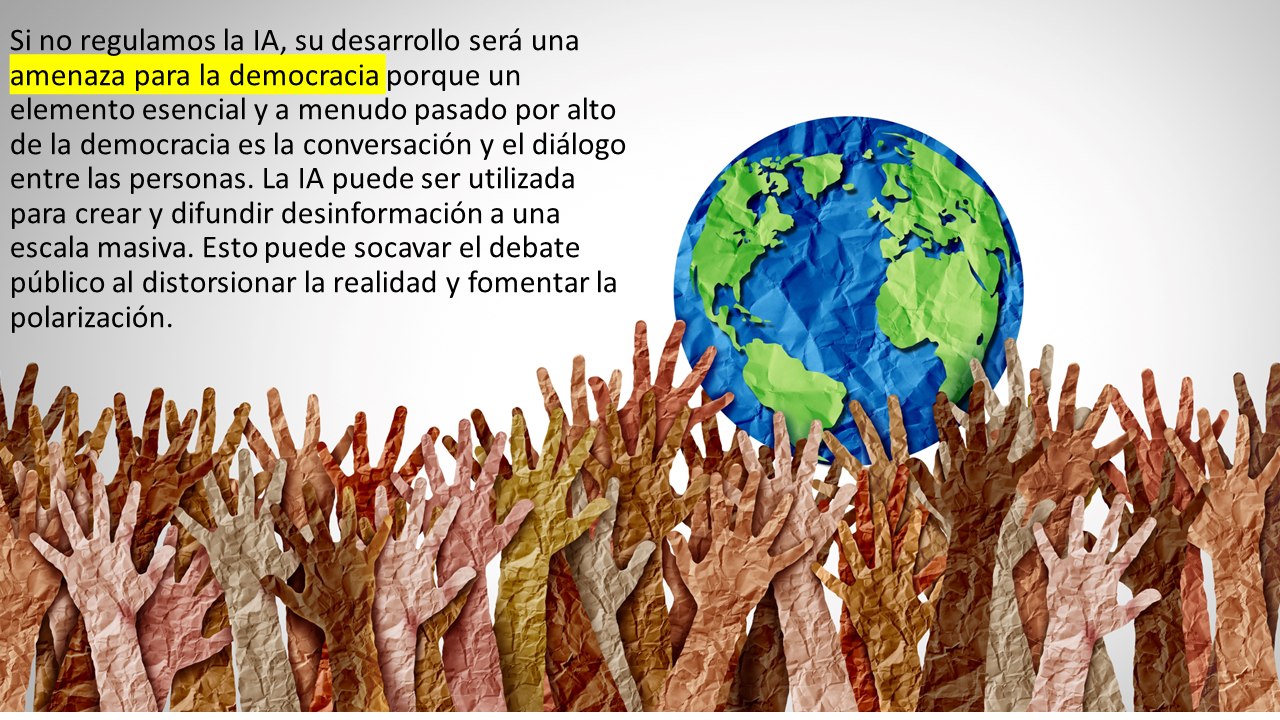 Si no regulamos la IA, su desarrollo será una
amenaza para la democracia porque un
elemento esencial y a menudo pasado por alto
de la democracia es la conversación y el diálogo
entre las personas. La IA puede ser utilizada
para crear y difundir desinformación a una
escala masiva. Esto puede socavar el debate
público al distorsionar la realidad y fomentar la
polarización.